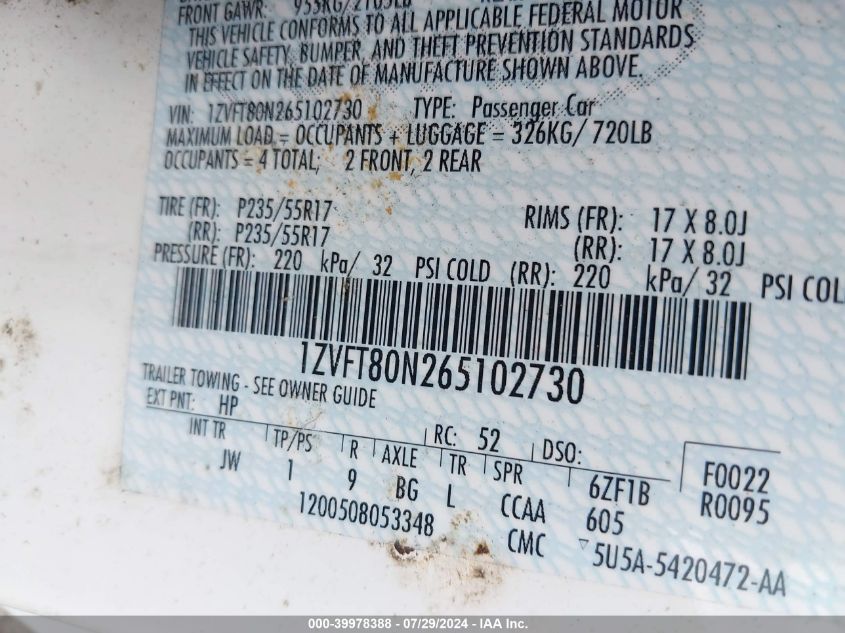 FRONT GAWR: 955KG/2105LB
THIS VEHICLE CONFORMS TO ALL APPLICABLE FEDERAL MOTOR
VEHICLE SAFETY, BUMPER, AND THEFT PREVENTION STANDARDS
IN EFFECT ON THE DATE OF MANUFACTURE SHOWN ABOVE.
VIN: 1ZVFT80N265102730 TYPE: Passenger Car
MAXIMUM LOAD = OCCUPANTS + LUGGAGE = 326KG/720LB
OCCUPANTS = 4 TOTAL; 2 FRONT, 2 REAR
TIRE (FR): P235/55R17 RIMS (FR): 17 X 8.0J
(RR): P235/55R17 (RR): 17 X 8.0J
PRESSURE (FR): 220 kPa/ 32 PSI COLD (RR): 220 kPa/ 32 PSI COL
1ZVFT80N265102730
TRAILER TOWING - SEE OWNER GUIDE
EXT PNT: HP RC: 52 DSO:
INT TR TP/PS R AXLE TR SPR 6ZF1B F0022
JW 1 9 BG L CCAA 605 R0095
1200508053348 CMC 5U5A-5420472-AA
000-39978388 - 07/29/2024 - IAA Inc.